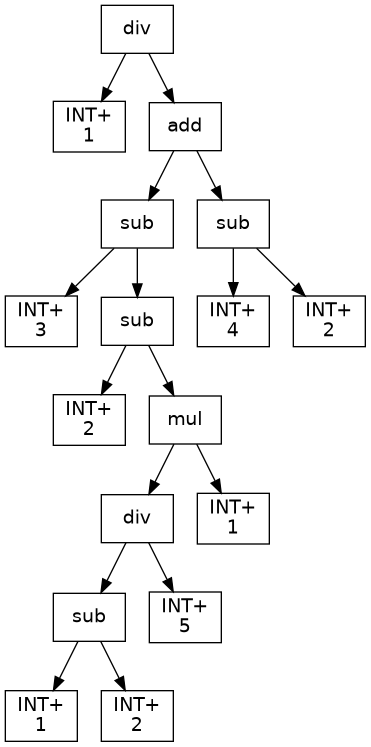 div
INT+
1
add
sub
sub
INT+
3
sub
INT+
4
INT+
2
INT+
2
mul
div
INT+
1
sub
INT+
5
INT+
1
INT+
2